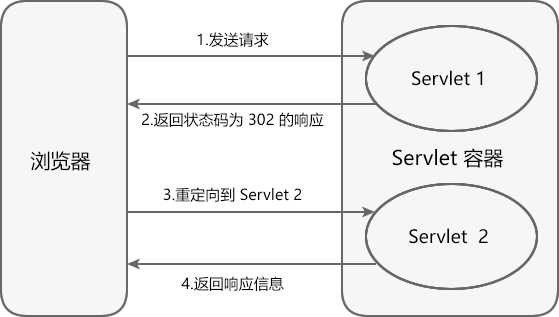 1.发送请求
Servlet 1
2.返回状态码为 302 的响应
浏览器
Servlet 容器
3.重定向到 Servlet 2
Servlet 2
4.返回响应信息